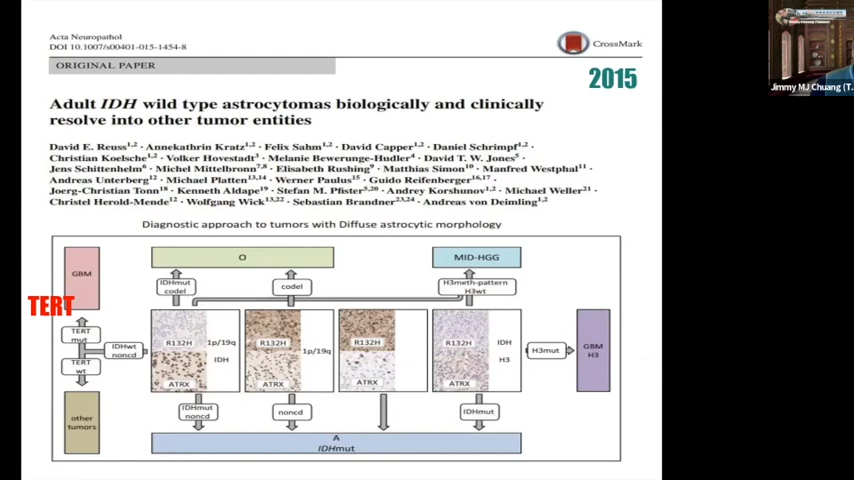 Acta Neuropathol
DOI 10.1007/s00401-015-1454-8
CrossMark
ORIGINAL PAPER
2015
Adult IDH wild type astrocytomas biologically and clinically
resolve into other tumor entities
David E. Reuss1,2 · Annekathrin Kratz1,2 · Felix Sahm1,2 · David Capper1,2 · Daniel Schrimpf1,2 ·
Christian Koelsche1,2 · Volker Hovestadt3 · Melanie Bewerunge-Hudler4 · David T. W. Jones5 ·
Jens Schittenhelm6 · Michel Mittelbronn7,8 · Elisabeth Rushing9 · Matthias Simon10 · Manfred Westphal11 ·
Andreas Unterberg12 · Michael Platten13,14 · Werner Paulus15 · Guido Reifenberger16,17 ·
Joerg-Christian Tonn18 · Kenneth Aldape19 · Stefan M. Pfister5,20 · Andrey Korshunov1,2 · Michael Weller21 ·
Christel Herold-Mende12 · Wolfgang Wick13,22 · Sebastian Brandner23,24 · Andreas von Deimling1,2
Diagnostic approach to tumors with Diffuse astrocytic morphology
GBM
O
MID-HGG
IDHmut
codel
codel
H3meth-pattern
H3wt
TERT
TERT
mut
IDHwt
noncd
TERT
wt
R132H
ATRX
1p/19q
IDH
R132H
ATRX
1p/19q
R132H
ATRX
R132H
ATRX
IDH
H3
H3mut
GBM
H3
other
tumors
IDHmut
noncd
noncd
IDHmut
A
IDHmut
Jimmy MJ Chuang (T.